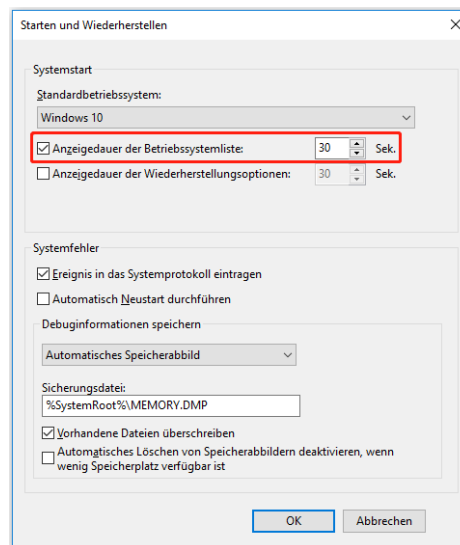 Starten und Wiederherstellen
Systemstart
Standardbetriebssystem:
Windows 10
Anzeigedauer der Betriebssystemliste: 30 Sek.
Anzeigedauer der Wiederherstellungsoptionen: 30 Sek.
Systemfehler
Ereignis in das Systemprotokoll eintragen
Automatisch Neustart durchführen
Debuginformationen speichern
Automatisches Speicherabbild
Sicherungsdatei:
%SystemRoot%\MEMORY.DMP
Vorhandene Dateien überschreiben
Automatisches Löschen von Speicherabbildern deaktivieren, wenn
wenig Speicherplatz verfügbar ist
OK Abbrechen